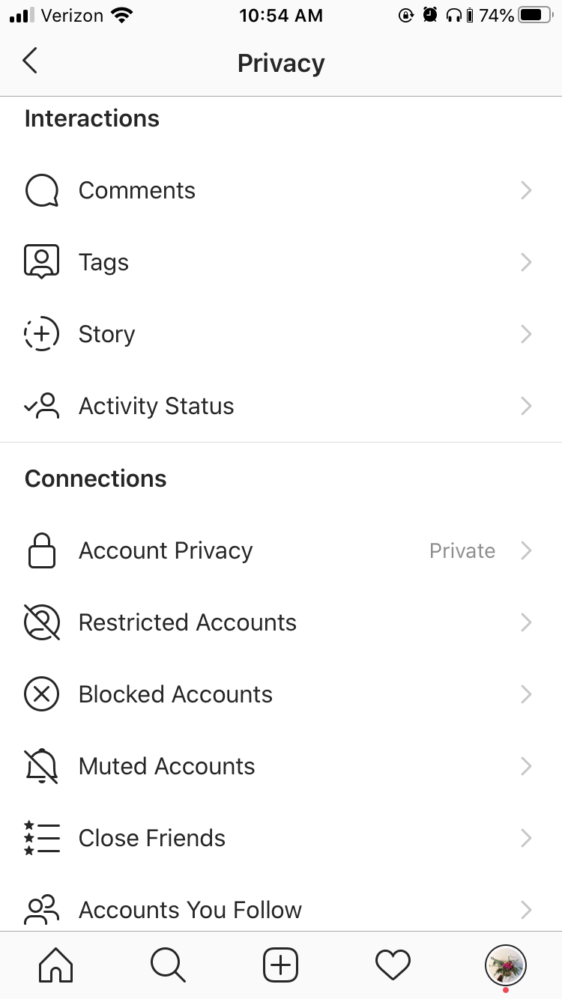 Verizon 10:54 AM 74%
Privacy
Interactions
Comments
Tags
Story
Activity Status
Connections
Account Privacy Private
Restricted Accounts
Blocked Accounts
Muted Accounts
Close Friends
Accounts You Follow